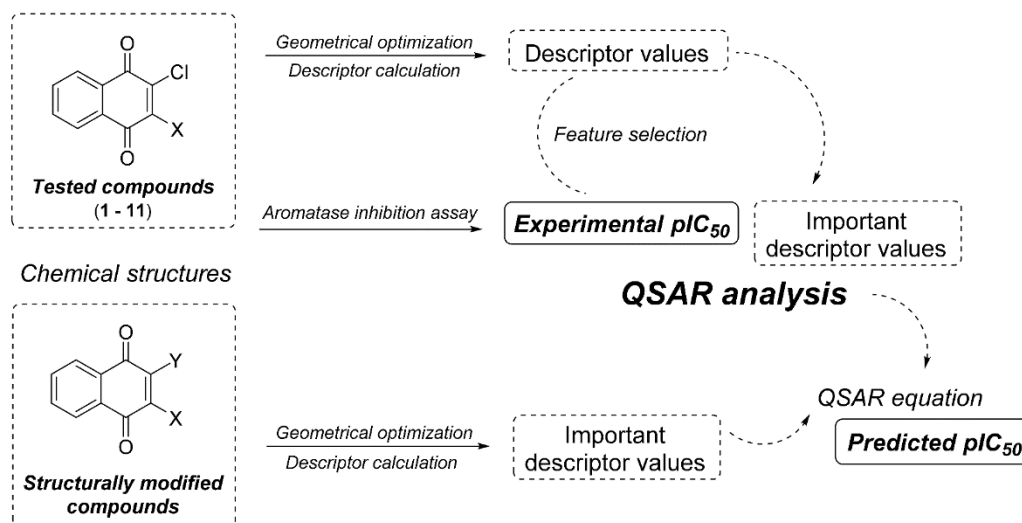 O
Cl
X
O
Tested compounds
(1 - 11)
Geometrical optimization
Descriptor calculation
Descriptor values
Feature selection
Aromatase inhibition assay
Experimental pIC50
Important
descriptor values
Chemical structures
QSAR analysis
O
Y
X
O
Structurally modified
compounds
Geometrical optimization
Descriptor calculation
Important
descriptor values
QSAR equation
Predicted pIC50